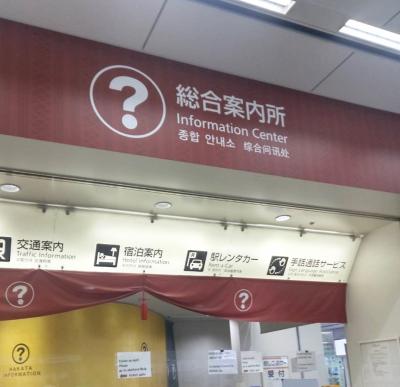 総合案内所
Information Center
종합 안내소 综合问讯处
交通案内
Traffic Information
宿泊案内
Hotel Information
駅レンタカー
Rent a Car
手話通話サービス
HAKATA
INFORMATION
受付